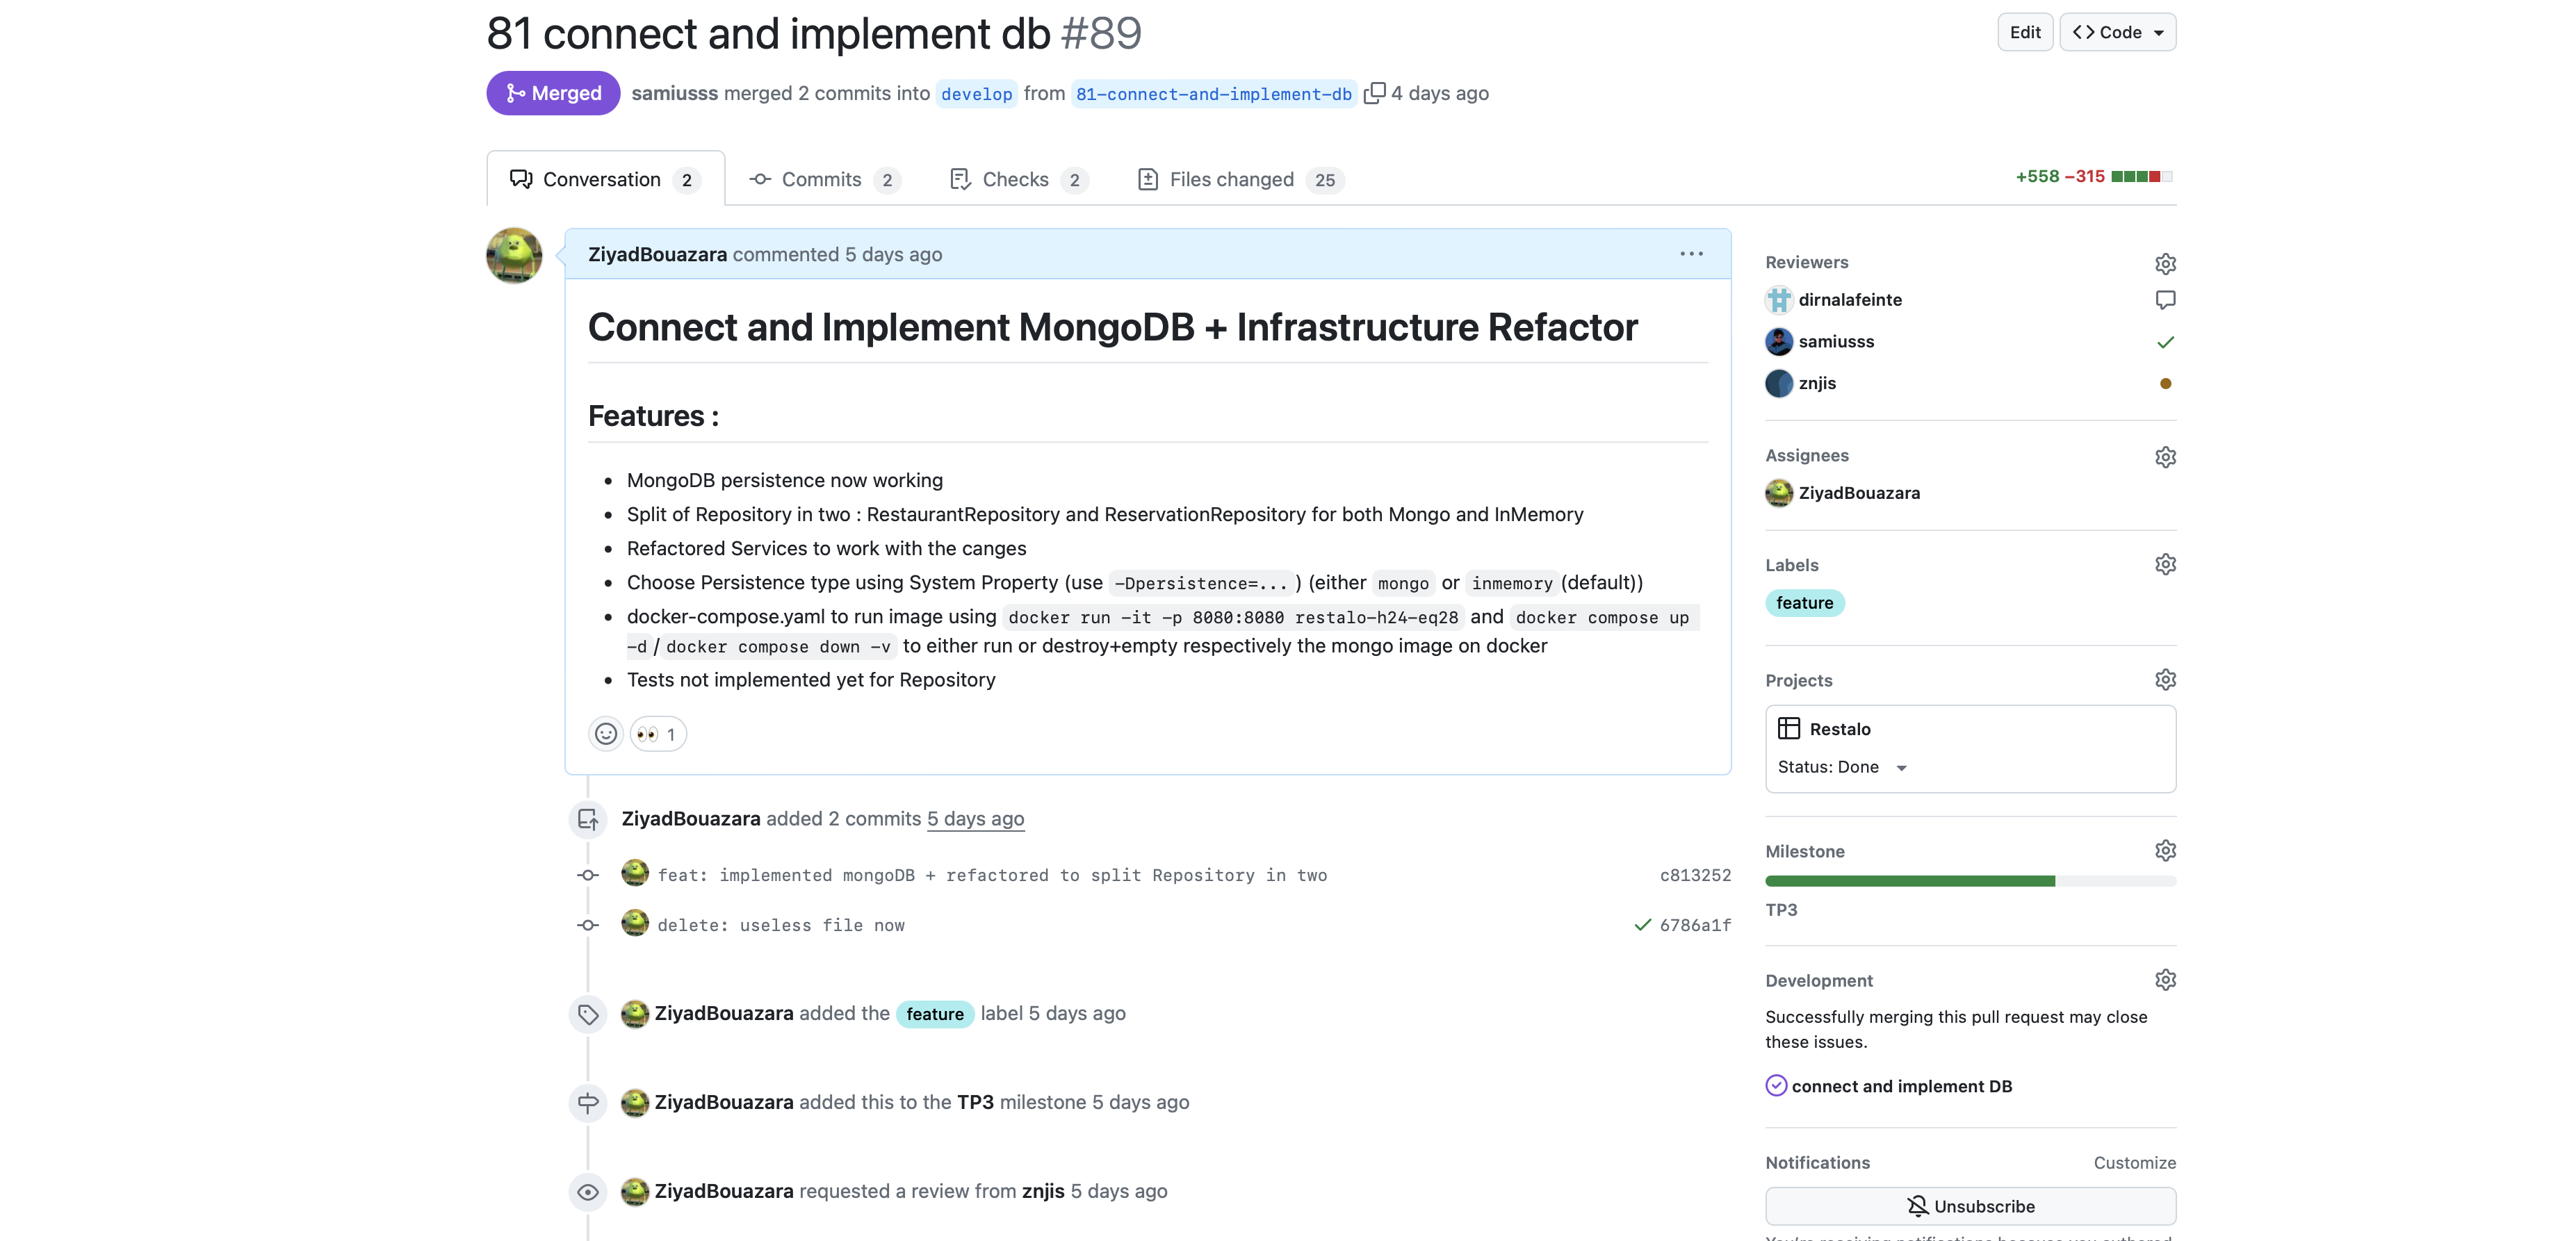 81 connect and implement db #89
Edit
Code
Merged
samiusss merged 2 commits into develop from 81-connect-and-implement-db 4 days ago
Conversation 2
Commits 2
Checks 2
Files changed 25
+558 −315
ZiyadBouazara commented 5 days ago
Connect and Implement MongoDB + Infrastructure Refactor
Features :
• MongoDB persistence now working
• Split of Repository in two : RestaurantRepository and ReservationRepository for both Mongo and InMemory
• Refactored Services to work with the canges
• Choose Persistence type using System Property (use -Dpersistence=... ) (either mongo or inmemory (default))
• docker-compose.yaml to run image using docker run -it -p 8080:8080 restalo-h24-eq28 and docker compose up
-d / docker compose down -v to either run or destroy+empty respectively the mongo image on docker
• Tests not implemented yet for Repository
1
ZiyadBouazara added 2 commits 5 days ago
feat: implemented mongoDB + refactored to split Repository in two c813252
delete: useless file now 6786a1f
ZiyadBouazara added the feature label 5 days ago
ZiyadBouazara added this to the TP3 milestone 5 days ago
ZiyadBouazara requested a review from znjis 5 days ago
Reviewers
dirnalafeinte
samiusss
znjis
Assignees
ZiyadBouazara
Labels
feature
Projects
Restalo
Status: Done
Milestone
TP3
Development
Successfully merging this pull request may close
these issues.
connect and implement DB
Notifications Customize
Unsubscribe
You're receiving notifications because you authored